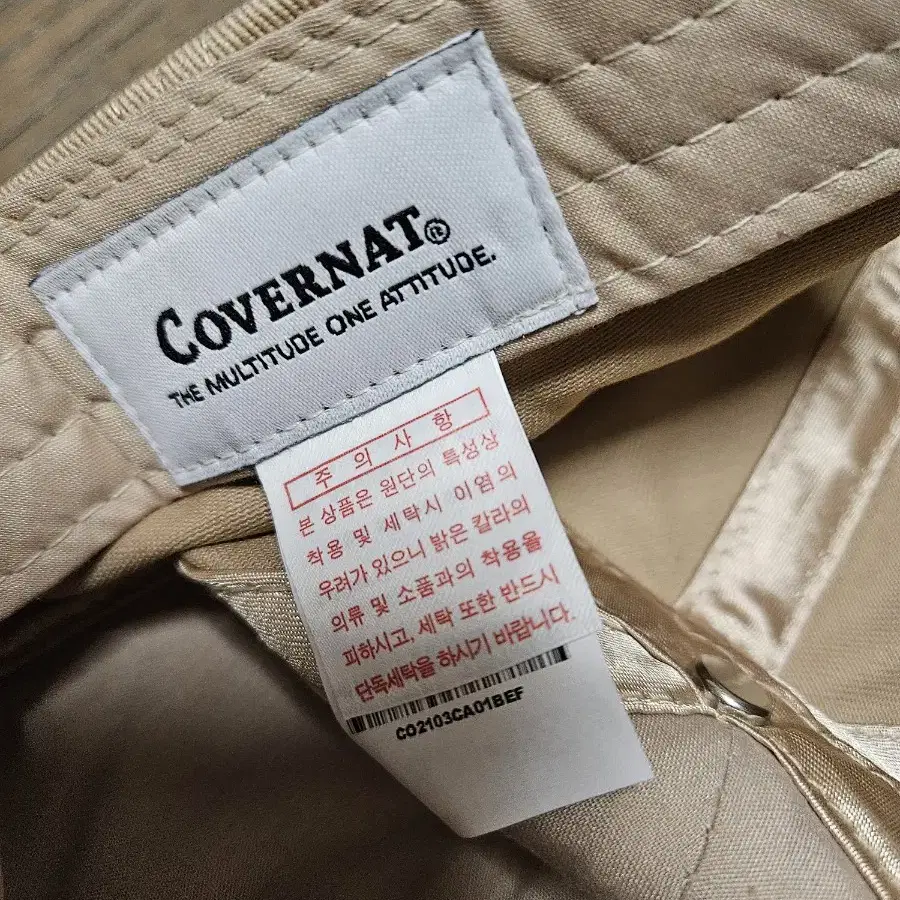 COVERNAT®
THE MULTITUDE ONE ATTITUDE.
주의사항
본 상품은 원단의 특성상
착용 및 세탁시 이염의
우려가 있으니 밝은 칼라의
의류 및 소품과의 착용을
피하시고, 세탁 또한 반드시
단독세탁을 하시기 바랍니다.
CO2103CA01BEF